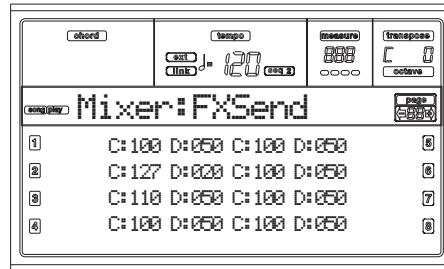 chord tempo measure transpose
ext
link ♩= 120 seq 2 888 C 0
octave
song play Mixer:FXSend page
88
1 C:100 D:050 C:100 D:050 5
2 C:127 D:020 C:100 D:050 6
3 C:110 D:050 C:100 D:050 7
4 C:100 D:050 C:100 D:050 8